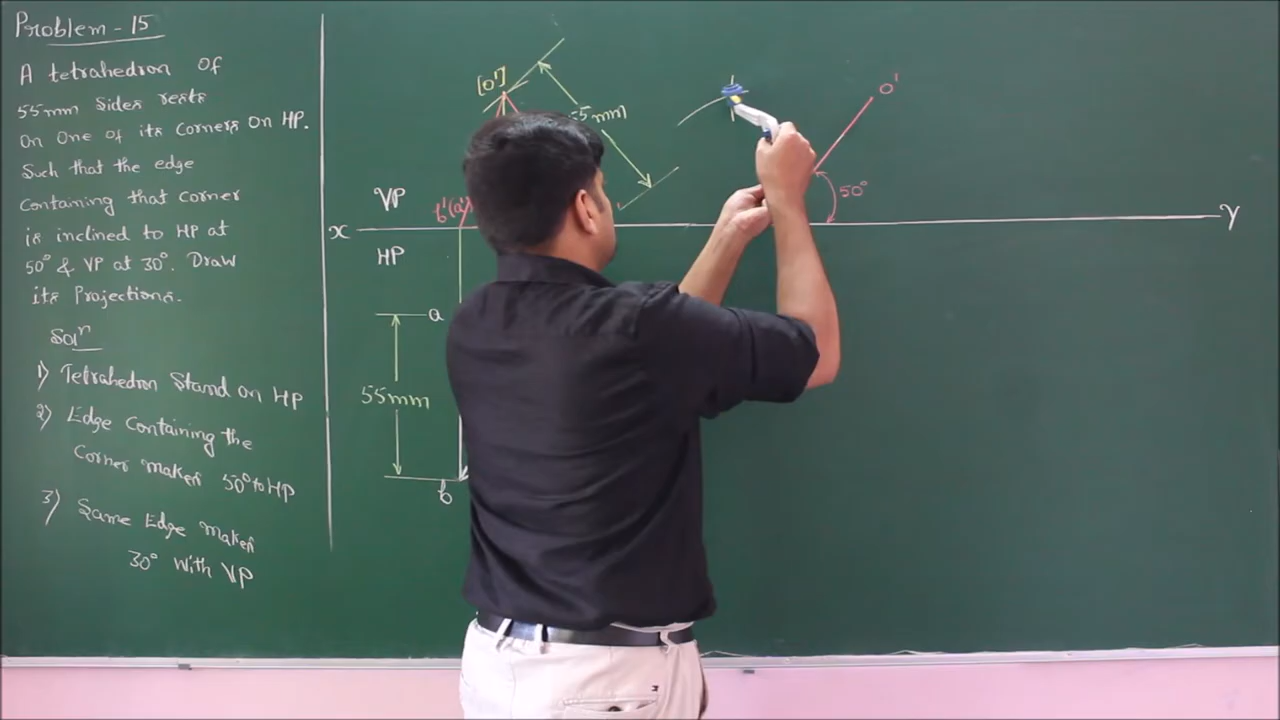 Problem - 15
A tetrahedron of
55mm Sides rests
On One of its Corners on HP.
Such that the edge
Containing that Corner
is inclined to HP at
50° & VP at 30°. Draw
its Projections.
Solⁿ
1) Tetrahedron Stand on HP
2) Edge Containing the
Corner makes 50° to HP
3) Same Edge makes
30° with VP
[o']
55mm
o'
50°
VP
b'(a')
X
Y
HP
a
55mm
b